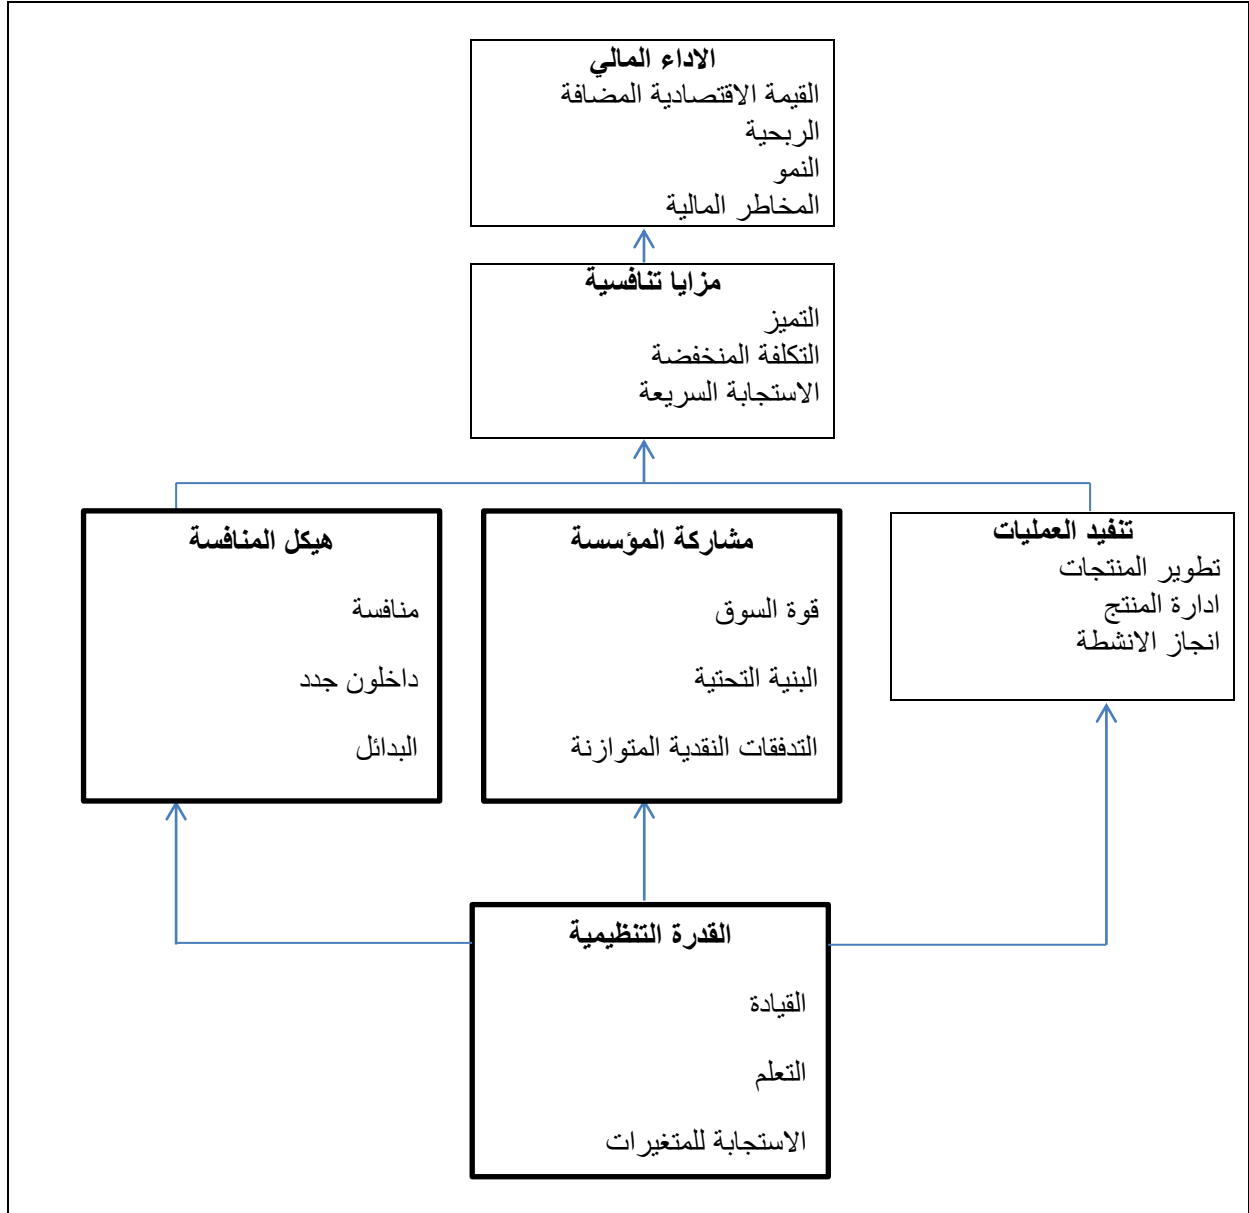 الاداء المالي
القيمة الاقتصادية المضافة
الربحية
النمو
المخاطر المالية
مزايا تنافسية
التميز
التكلفة المنخفضة
الاستجابة السريعة
تنفيد العمليات
تطوير المنتجات
ادارة المنتج
انجاز الانشطة
مشاركة المؤسسة
قوة السوق
البنية التحتية
التدفقات النقدية المتوازنة
هيكل المنافسة
منافسة
داخلون جدد
البدائل
القدرة التنظيمية
القيادة
التعلم
الاستجابة للمتغيرات